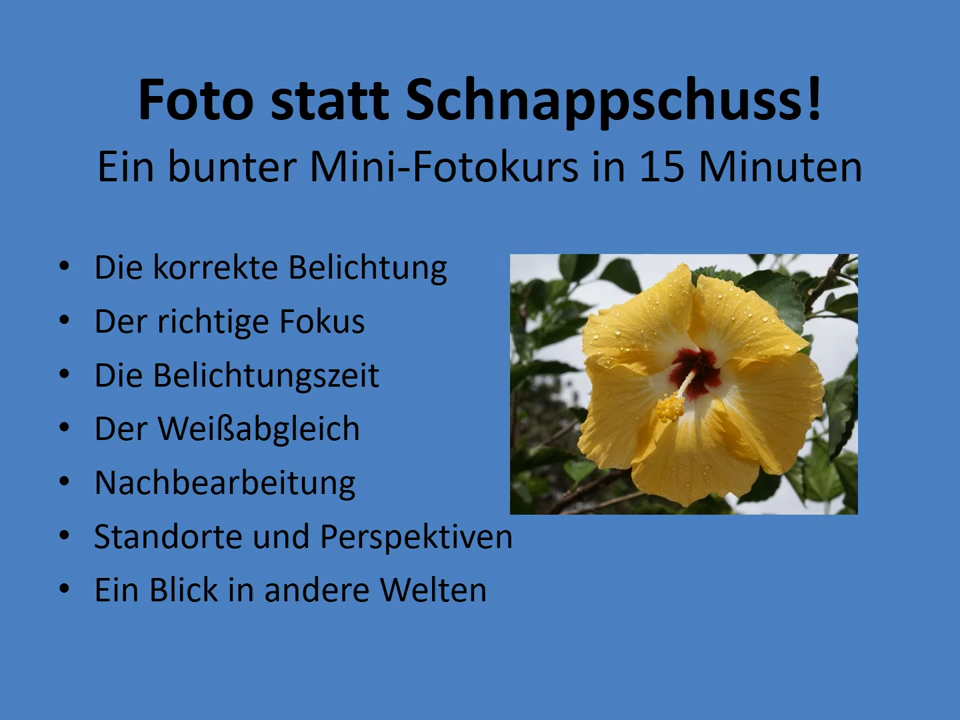 Foto statt Schnappschuss!
Ein bunter Mini-Fotokurs in 15 Minuten
• Die korrekte Belichtung
• Der richtige Fokus
• Die Belichtungszeit
• Der Weißabgleich
• Nachbearbeitung
• Standorte und Perspektiven
• Ein Blick in andere Welten